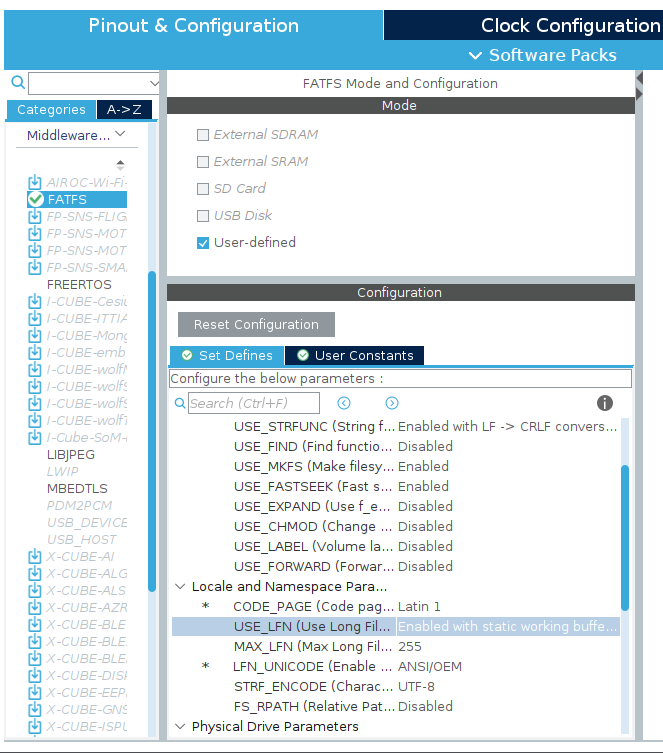 Pinout & Configuration
Clock Configuration
Software Packs
Categories
A->Z
Middleware...
AIROC-Wi-Fi-
FATFS
FP-SNS-FLIG
FP-SNS-MOT
FP-SNS-MOT
FP-SNS-SMA
FREERTOS
I-CUBE-Cesi
I-CUBE-ITTIA
I-CUBE-Mong
I-CUBE-emb
I-CUBE-wolfM
I-CUBE-wolfS
I-CUBE-wolfS
I-CUBE-wolfT
I-Cube-SoM-
LIBJPEG
LWIP
MBEDTLS
PDM2PCM
USB_DEVICE
USB_HOST
X-CUBE-AI
X-CUBE-ALG
X-CUBE-ALS
X-CUBE-AZR
X-CUBE-BLE
X-CUBE-BLE
X-CUBE-BLE
X-CUBE-DISP
X-CUBE-EEP
X-CUBE-GNS
X-CUBE-ISPU
FATFS Mode and Configuration
Mode
External SDRAM
External SRAM
SD Card
USB Disk
User-defined
Configuration
Reset Configuration
Set Defines
User Constants
Configure the below parameters :
Search (Ctrl+F)
USE_STRFUNC (String f... Enabled with LF -> CRLF convers...
USE_FIND (Find functio... Disabled
USE_MKFS (Make filesy... Enabled
USE_FASTSEEK (Fast s... Enabled
USE_EXPAND (Use f_e... Disabled
USE_CHMOD (Change ... Disabled
USE_LABEL (Volume la... Disabled
USE_FORWARD (Forwar... Disabled
Locale and Namespace Para...
* CODE_PAGE (Code pag... Latin 1
USE_LFN (Use Long Fil... Enabled with static working buffe...
MAX_LFN (Max Long Fil... 255
* LFN_UNICODE (Enable ... ANSI/OEM
STRF_ENCODE (Charac... UTF-8
FS_RPATH (Relative Pat... Disabled
Physical Drive Parameters